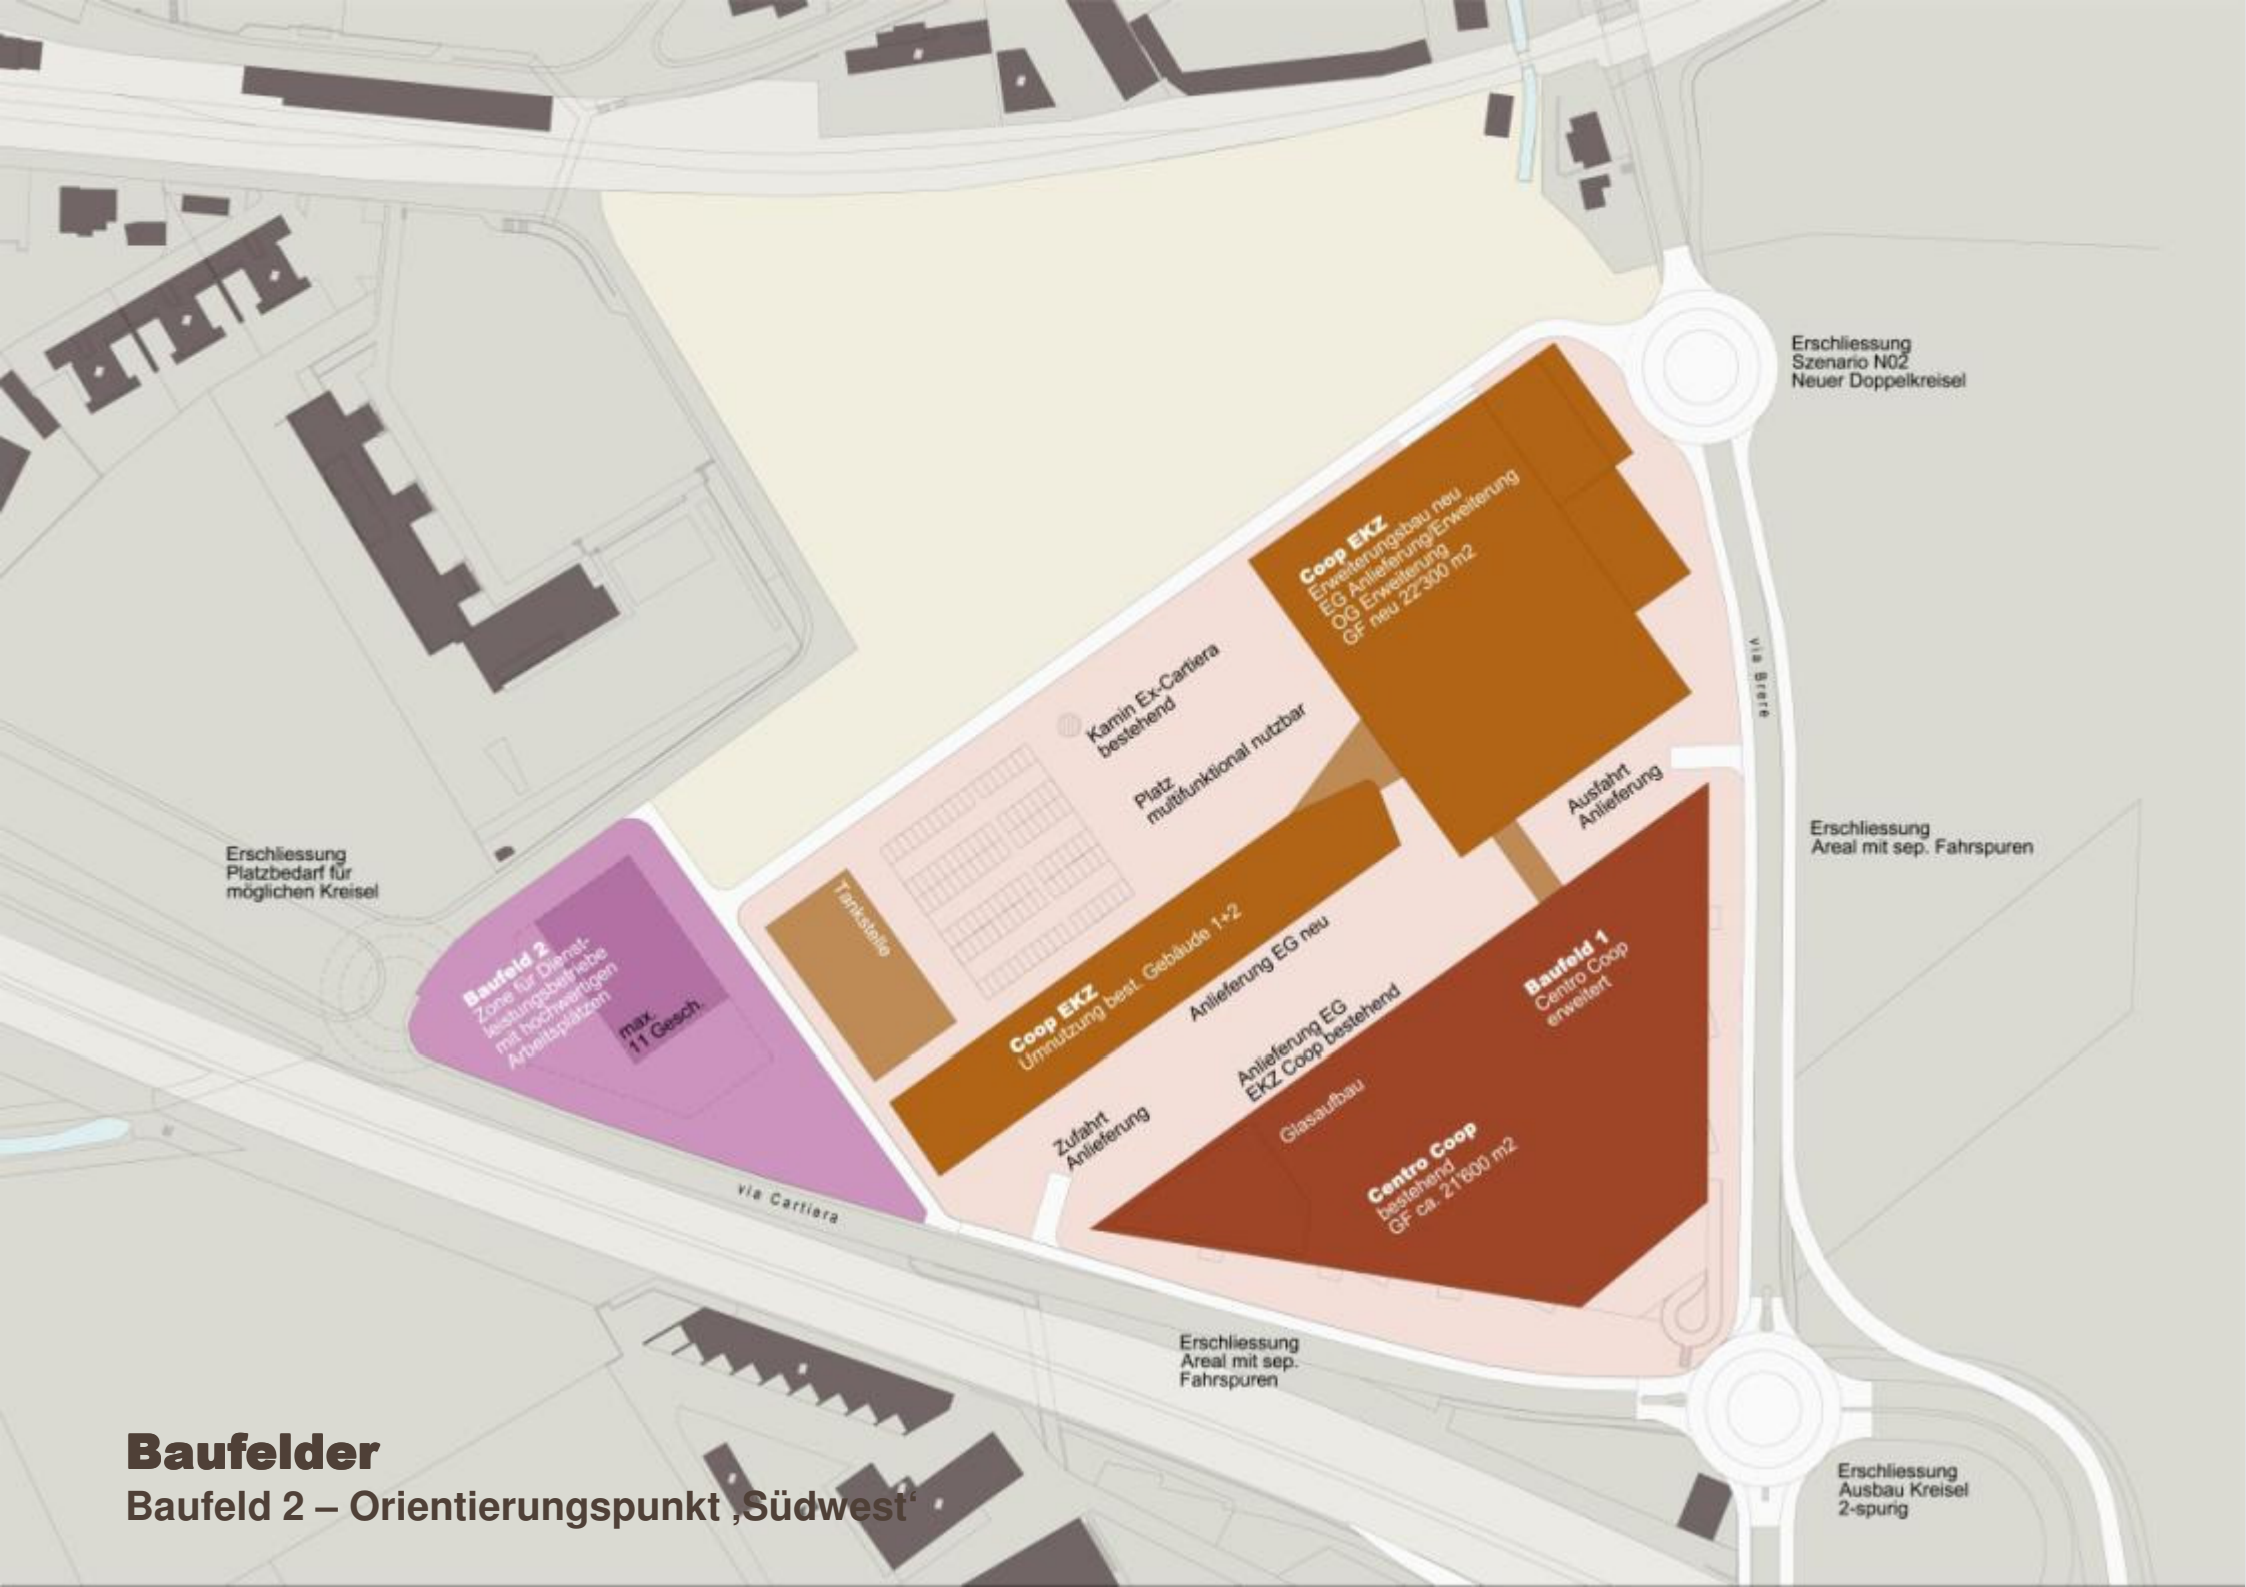 Erschliessung
Szenario N02
Neuer Doppelkreisel
Coop EKZ
Erweiterungsbau neu
EG Anlieferung/Erweiterung
OG Erweiterung
GF neu 22'300 m2
via Brere
Kamin Ex-Cartiera
bestehend
Platz
multifunktional nutzbar
Ausfahrt
Anlieferung
Erschliessung
Areal mit sep. Fahrspuren
Erschliessung
Platzbedarf für
möglichen Kreisel
Tankstelle
Baufeld 2
Zone für Dienst-
leistungsbetriebe
mit hochwertigen
Arbeitsplätzen
max.
11 Gesch.
Coop EKZ
Umnutzung best. Gebäude 1+2
Anlieferung EG neu
Anlieferung EG
EKZ Coop bestehend
Baufeld 1
Centro Coop
erweitert
Glasaufbau
Zufahrt
Anlieferung
Centro Coop
bestehend
GF ca. 21'600 m2
via Cartiera
Erschliessung
Areal mit sep.
Fahrspuren
Erschliessung
Ausbau Kreisel
2-spurig
Baufelder
Baufeld 2 – Orientierungspunkt ‚Südwest‘